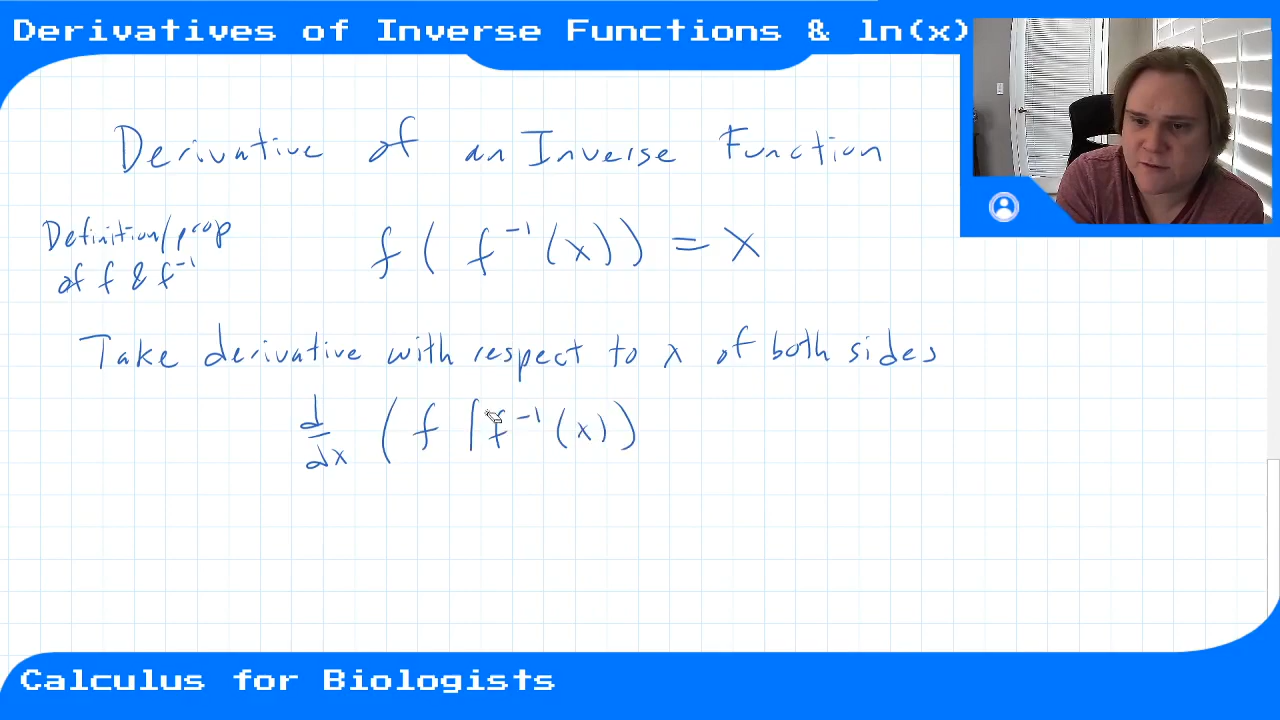 Derivatives of Inverse Functions & ln(x)
Derivative of an Inverse Function
Definition/prop
of f & f⁻¹
f( f⁻¹(x)) = x
Take derivative with respect to x of both sides
d/dx ( f (f⁻¹(x))
Calculus for Biologists